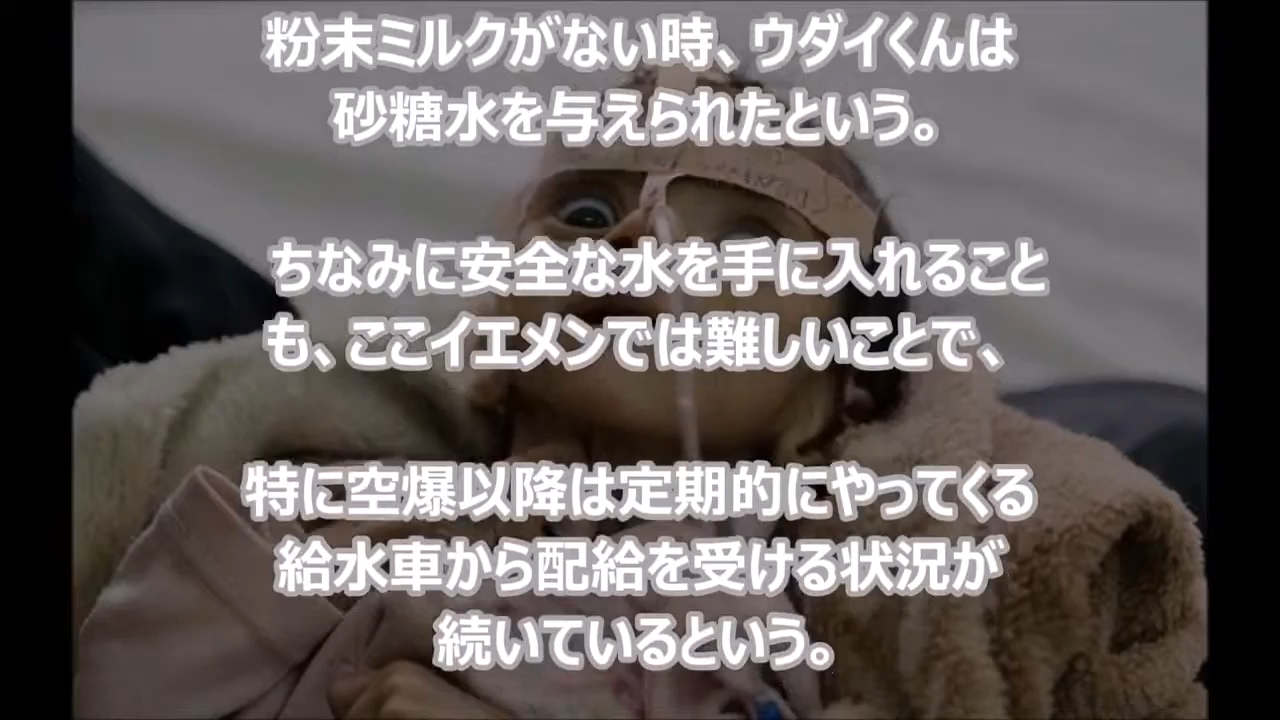 粉末ミルクがない時、ウダイくんは
砂糖水を与えられたという。
ちなみに安全な水を手に入れること
も、ここイエメンでは難しいことで、
特に空爆以降は定期的にやってくる
給水車から配給を受ける状況が
続いているという。